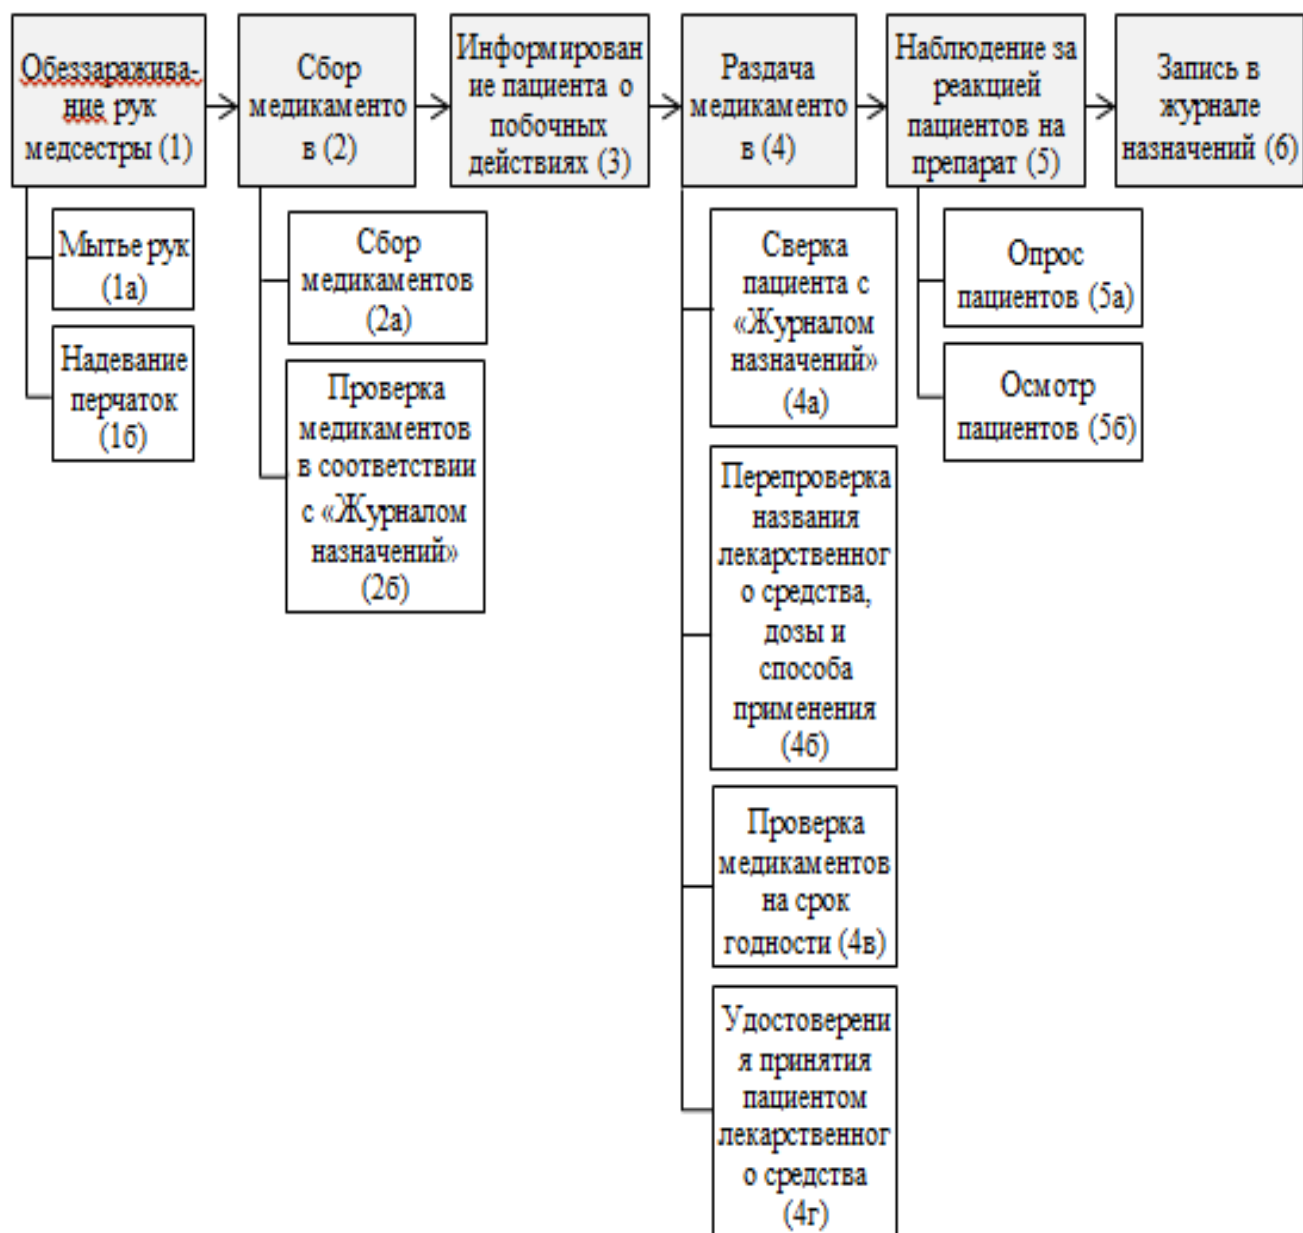 Обеззаражива-
ние рук
медсестры (1)
Сбор
медикаменто
в (2)
Информирован
ие пациента о
побочных
действиях (3)
Раздача
медикаменто
в (4)
Наблюдение за
реакцией
пациентов на
препарат (5)
Запись в
журнале
назначений (6)
Мытье рук
(1а)
Надевание
перчаток
(1б)
Сбор
медикаментов
(2а)
Проверка
медикаментов
в соответствии
с «Журналом
назначений»
(2б)
Сверка
пациента с
«Журналом
назначений»
(4а)
Перепроверка
названия
лекарственног
о средства,
дозы и
способа
применения
(4б)
Проверка
медикаментов
на срок
годности (4в)
Удостоверени
я принятия
пациентом
лекарственног
о средства
(4г)
Опрос
пациентов (5а)
Осмотр
пациентов (5б)